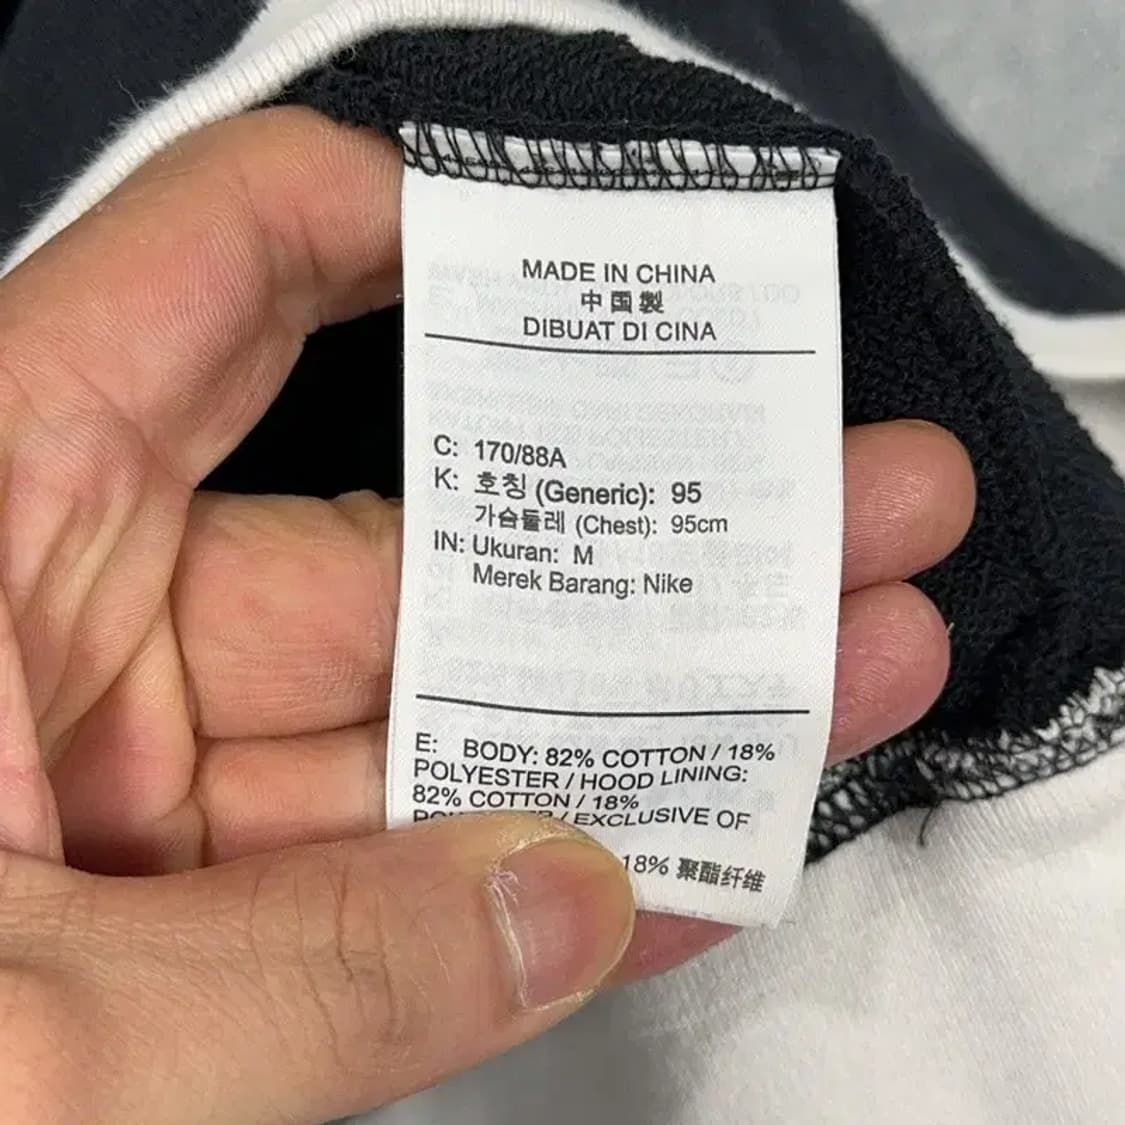 MADE IN CHINA
中国製
DIBUAT DI CINA
C: 170/88A
K: 호칭 (Generic): 95
가슴둘레 (Chest): 95cm
IN: Ukuran: M
Merek Barang: Nike
E: BODY: 82% COTTON / 18%
POLYESTER / HOOD LINING:
82% COTTON / 18%
/ EXCLUSIVE OF
18% 聚酯纤维